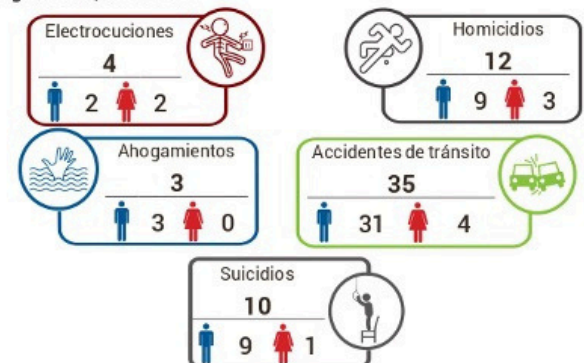 Electrocuciones
4
2 2
Homicidios
12
9 3
Ahogamientos
3
3 0
Accidentes de tránsito
35
31 4
Suicidios
10
9 1